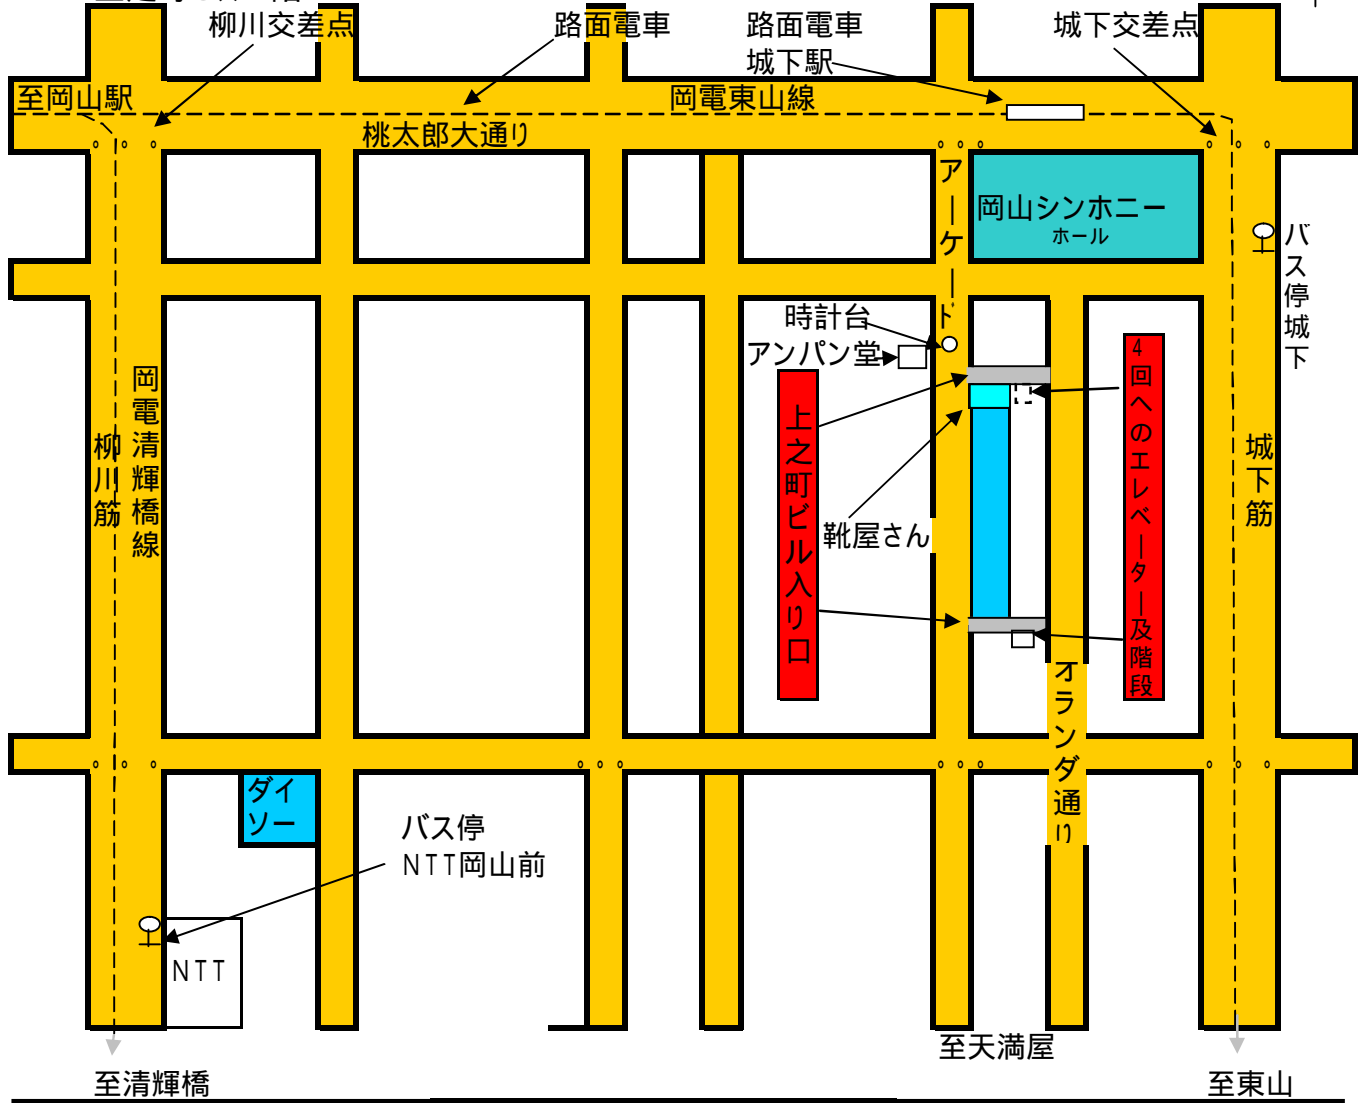 柳川交差点
路面電車
路面電車
城下駅
城下交差点
至岡山駅
岡電東山線
桃太郎大通り
アーケード
岡山シンホニー
ホール
バス停城下
時計台
アンパン堂
4回へのエレベーター及階段
上之町ビル入り口
岡電清輝橋線
柳川筋
城下筋
靴屋さん
オランダ通り
ダイ
ソー
バス停
NTT岡山前
NTT
至天満屋
至清輝橋
至東山